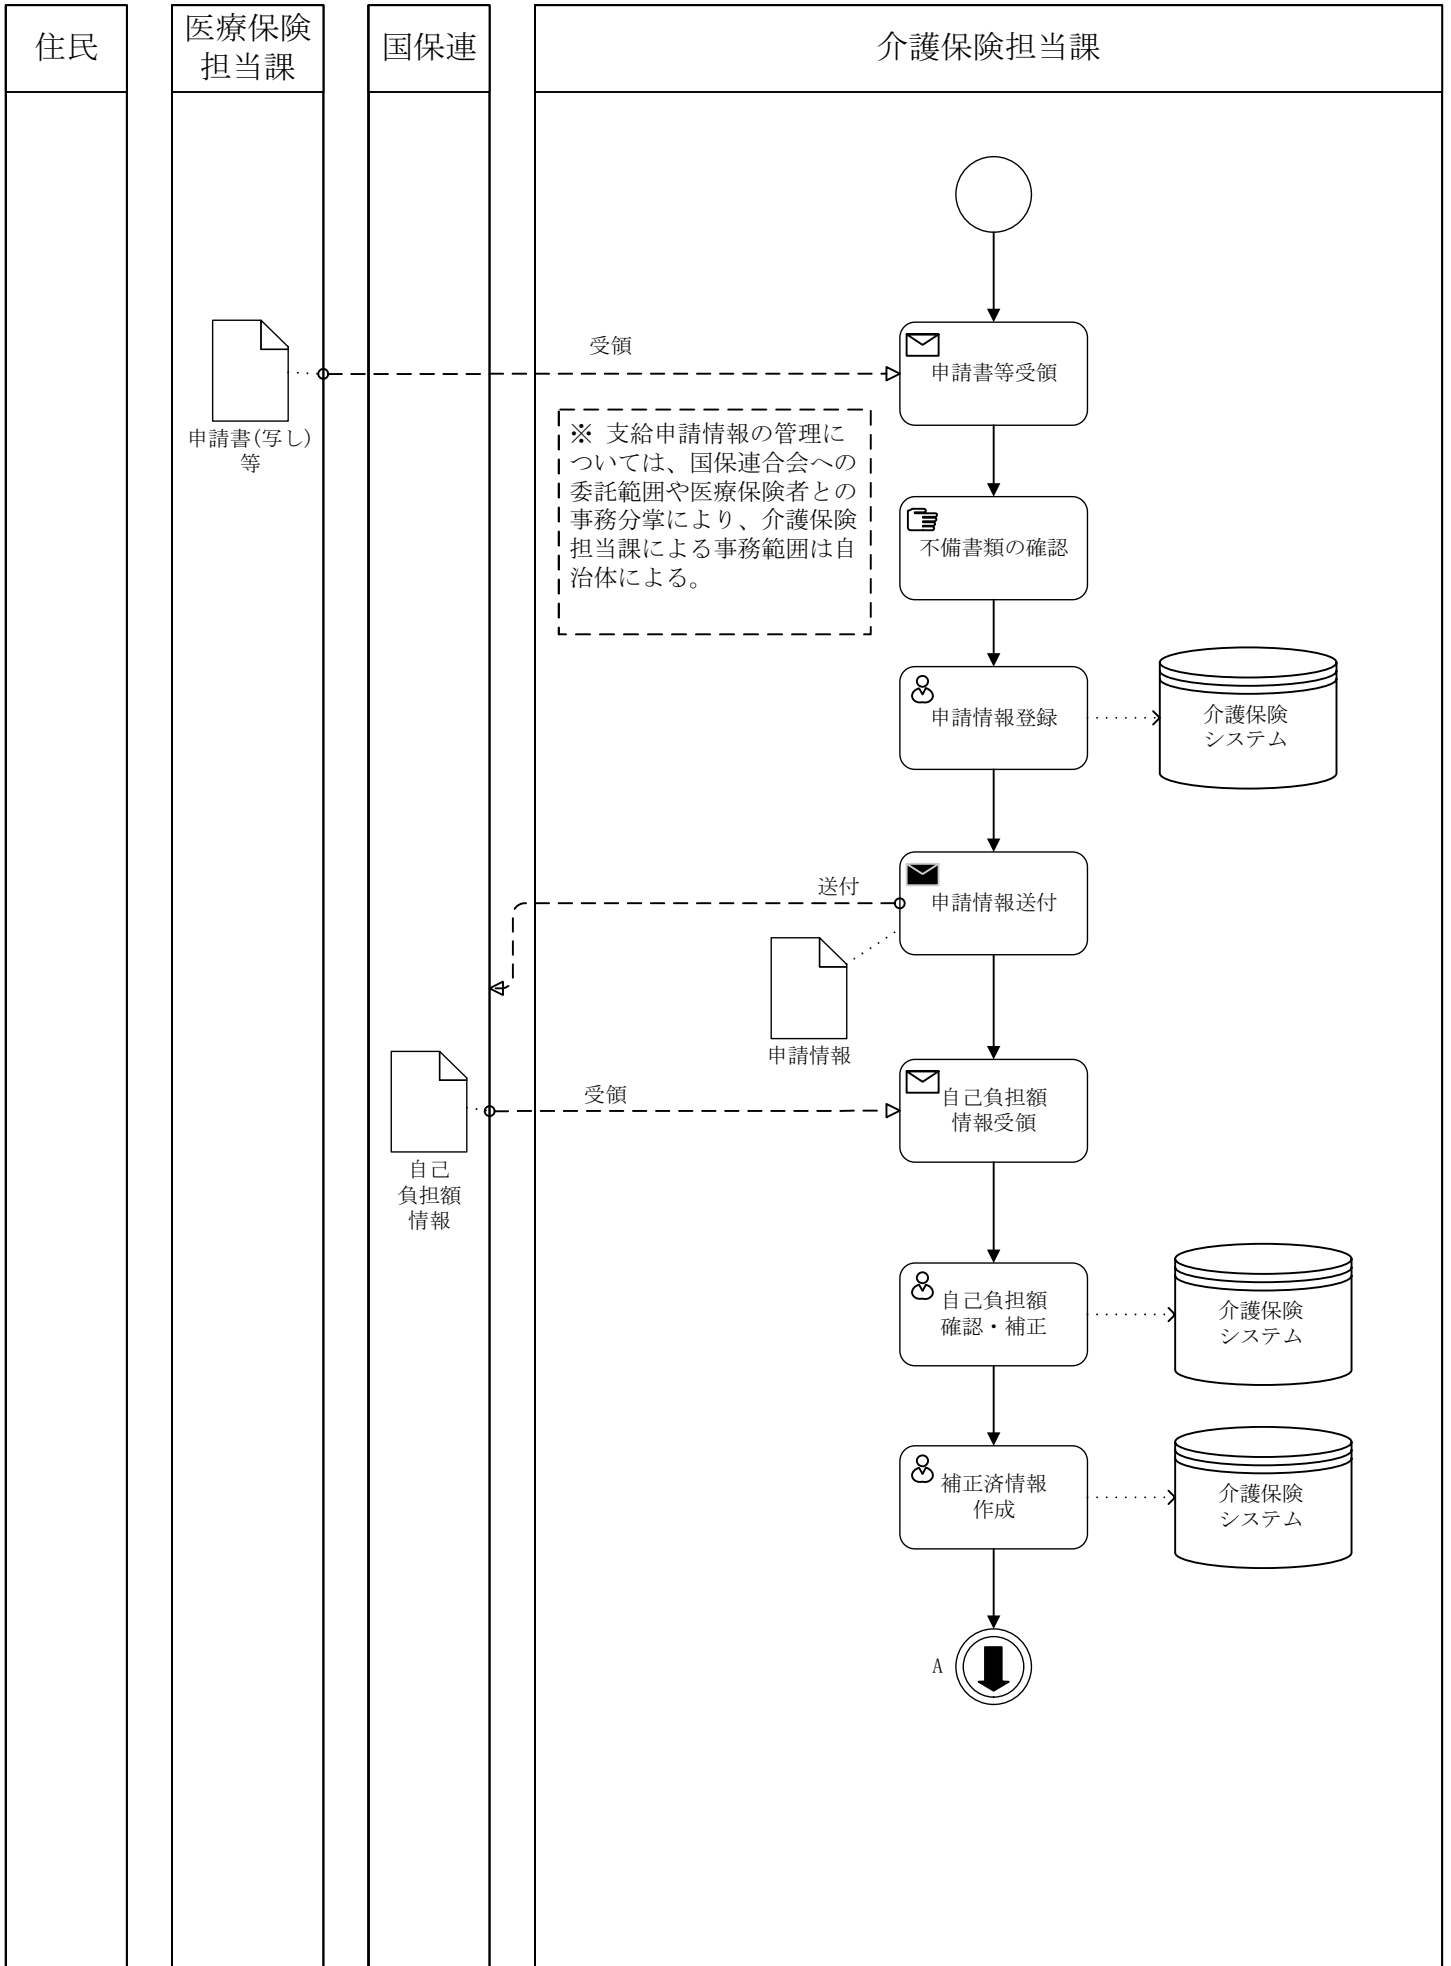 住民
医療保険
担当課
国保連
介護保険担当課
受領
申請書等受領
申請書(写し)
等
※ 支給申請情報の管理に
ついては、国保連合会への
委託範囲や医療保険者との
事務分掌により、介護保険
担当課による事務範囲は自
治体による。
不備書類の確認
申請情報登録
介護保険
システム
送付
申請情報送付
申請情報
受領
自己負担額
情報受領
自己
負担額
情報
自己負担額
確認・補正
介護保険
システム
補正済情報
作成
介護保険
システム
A